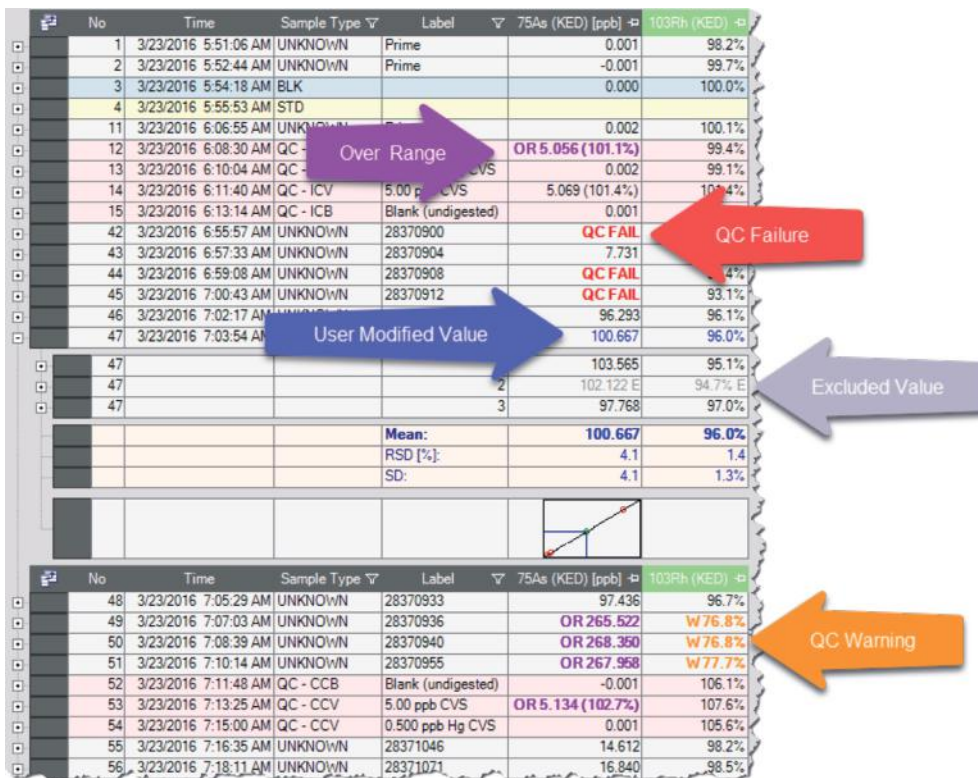 No Time Sample Type Label 75As (KED) [ppb] 103Rh (KED)
1 3/23/2016 5:51:06 AM UNKNOWN Prime 0.001 98.2%
2 3/23/2016 5:52:44 AM UNKNOWN Prime -0.001 99.7%
3 3/23/2016 5:54:18 AM BLK 0.000 100.0%
4 3/23/2016 5:55:53 AM STD
11 3/23/2016 6:06:55 AM 0.002 100.1%
12 3/23/2016 6:08:30 AM QC - Over Range OR 5.056 (101.1%) 99.4%
13 3/23/2016 6:10:04 AM QC - CVS 0.002 99.1%
14 3/23/2016 6:11:40 AM QC - ICV 5.00 CVS 5.069 (101.4%)
15 3/23/2016 6:13:14 AM QC - ICB Blank (undigested) 0.001
42 3/23/2016 6:55:57 AM UNKNOWN 28370900 QC FAIL QC Failure
43 3/23/2016 6:57:33 AM UNKNOWN 28370904 7.731
44 3/23/2016 6:59:08 AM UNKNOWN 28370908 QC FAIL
45 3/23/2016 7:00:43 AM UNKNOWN 28370912 QC FAIL 93.1%
46 3/23/2016 7:02:17 AM 96.293 96.1%
47 3/23/2016 7:03:54 AM User Modified Value 100.667 96.0%
47 103.565 95.1%
47 2 102.122 E 94.7% E Excluded Value
47 3 97.768 97.0%
Mean: 100.667 96.0%
RSD [%]: 4.1 1.4
SD: 4.1 1.3%
No Time Sample Type Label 75As (KED) [ppb] 103Rh (KED)
48 3/23/2016 7:05:29 AM UNKNOWN 28370933 97.436 96.7%
49 3/23/2016 7:07:03 AM UNKNOWN 28370936 OR 265.522 W 76.8%
50 3/23/2016 7:08:39 AM UNKNOWN 28370940 OR 268.350 W 76.8% QC Warning
51 3/23/2016 7:10:14 AM UNKNOWN 28370955 OR 267.958 W 77.7%
52 3/23/2016 7:11:48 AM QC - CCB Blank (undigested) -0.001 106.1%
53 3/23/2016 7:13:25 AM QC - CCV 5.00 ppb CVS OR 5.134 (102.7%) 107.6%
54 3/23/2016 7:15:00 AM QC - CCV 0.500 ppb Hg CVS 0.001 105.6%
55 3/23/2016 7:16:35 AM UNKNOWN 28371046 14.612 98.2%
56 3/23/2016 7:18:11 AM UNKNOWN 28371071 16.840 98.5%